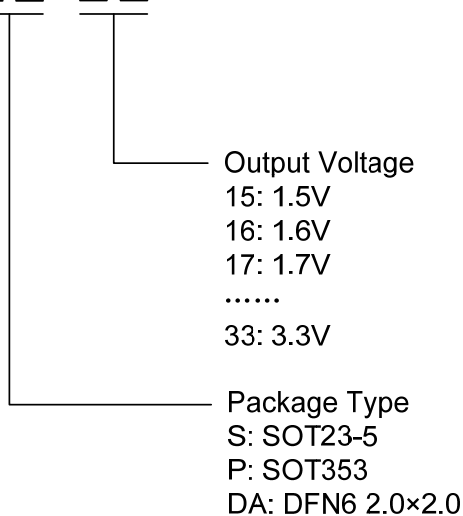 Output Voltage
15: 1.5V
16: 1.6V
17: 1.7V
……
33: 3.3V
Package Type
S: SOT23-5
P: SOT353
DA: DFN6 2.0×2.0